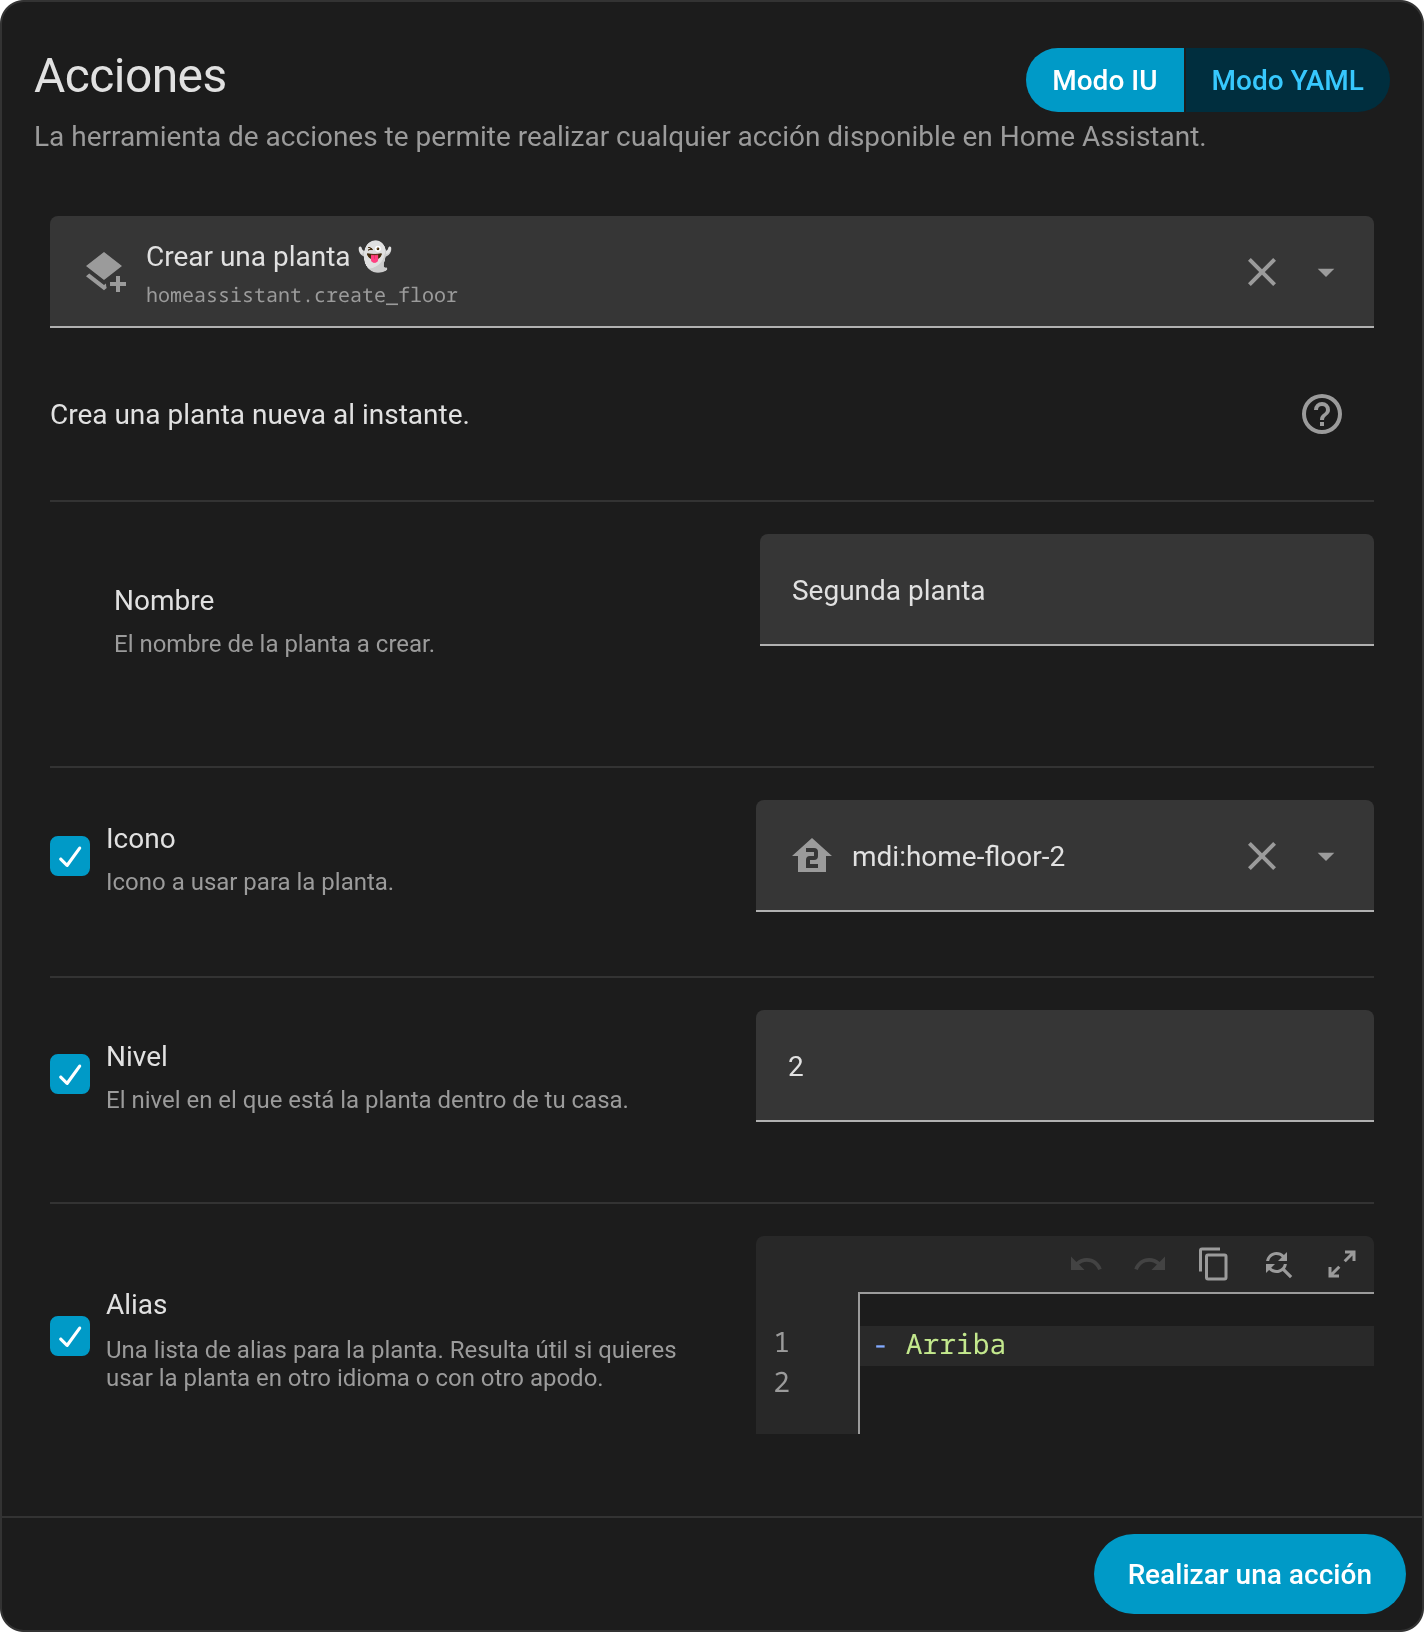 Acciones
Modo IU
Modo YAML
La herramienta de acciones te permite realizar cualquier acción disponible en Home Assistant.
Crear una planta 👻
homeassistant.create_floor
Crea una planta nueva al instante.
Nombre
El nombre de la planta a crear.
Segunda planta
Icono
Icono a usar para la planta.
mdi:home-floor-2
Nivel
El nivel en el que está la planta dentro de tu casa.
2
Alias
Una lista de alias para la planta. Resulta útil si quieres
usar la planta en otro idioma o con otro apodo.
1 - Arriba
2
Realizar una acción